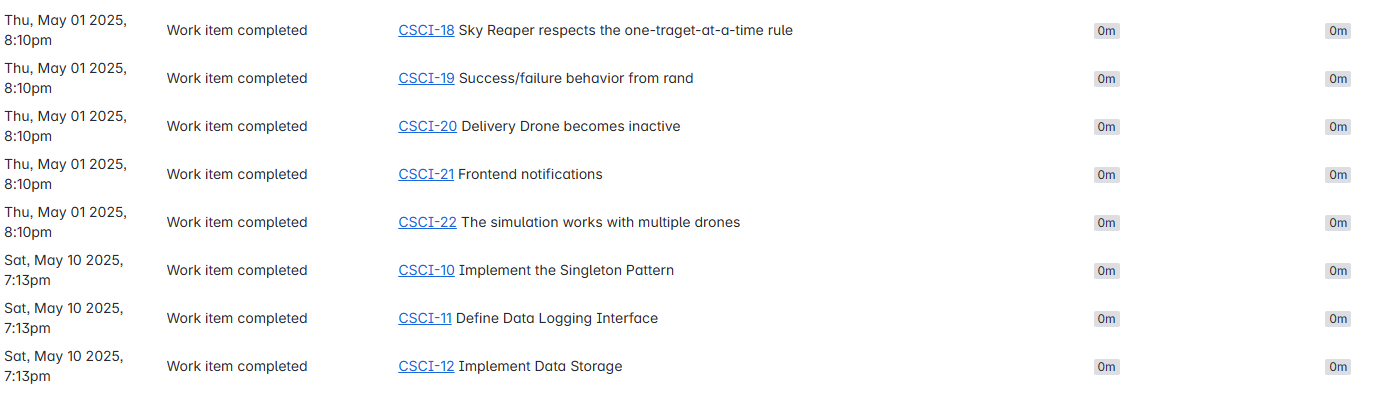 Thu, May 01 2025,
8:10pm
Work item completed
CSCI-18 Sky Reaper respects the one-traget-at-a-time rule
0m
0m
Thu, May 01 2025,
8:10pm
Work item completed
CSCI-19 Success/failure behavior from rand
0m
0m
Thu, May 01 2025,
8:10pm
Work item completed
CSCI-20 Delivery Drone becomes inactive
0m
0m
Thu, May 01 2025,
8:10pm
Work item completed
CSCI-21 Frontend notifications
0m
0m
Thu, May 01 2025,
8:10pm
Work item completed
CSCI-22 The simulation works with multiple drones
0m
0m
Sat, May 10 2025,
7:13pm
Work item completed
CSCI-10 Implement the Singleton Pattern
0m
0m
Sat, May 10 2025,
7:13pm
Work item completed
CSCI-11 Define Data Logging Interface
0m
0m
Sat, May 10 2025,
7:13pm
Work item completed
CSCI-12 Implement Data Storage
0m
0m